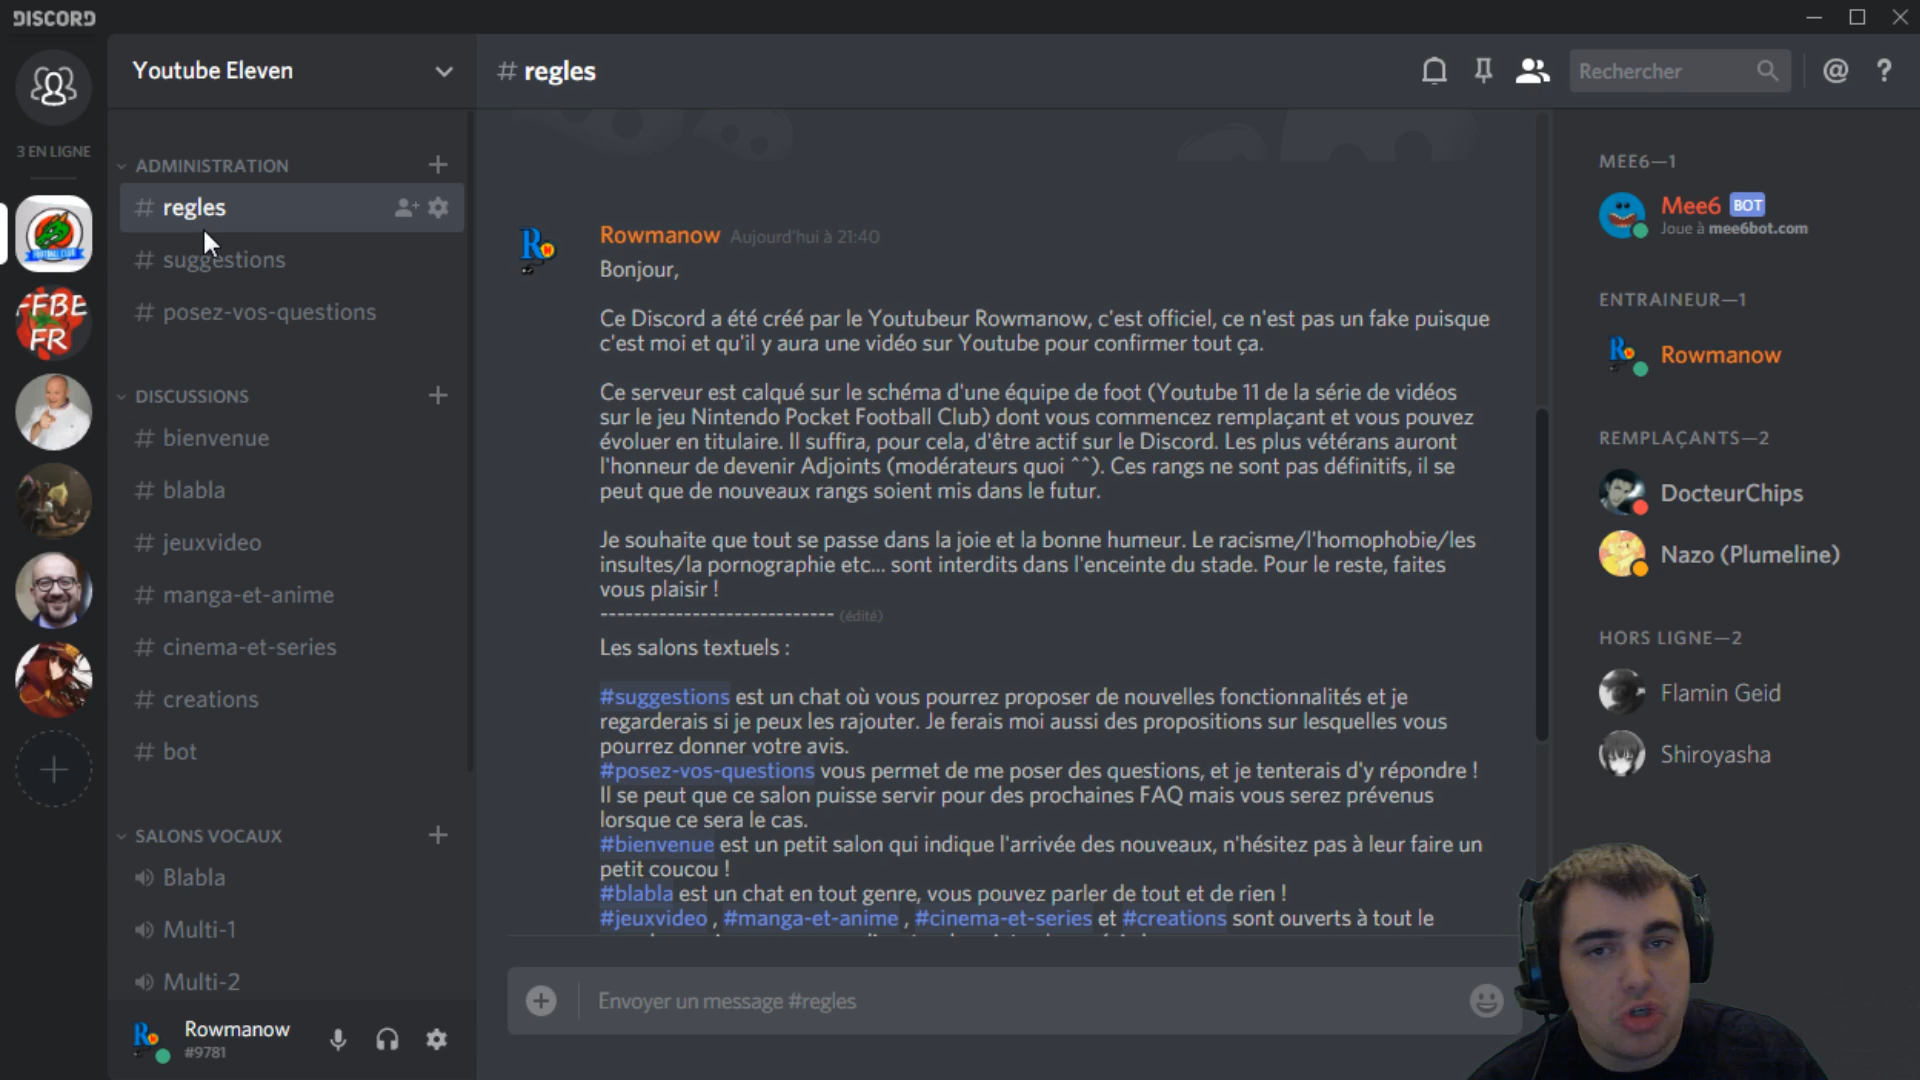 DISCORD
3 EN LIGNE
FOOTBALL CLUB
FFBE
FR
Youtube Eleven
ADMINISTRATION
# regles
# suggestions
# posez-vos-questions
DISCUSSIONS
# bienvenue
# blabla
# jeuxvideo
# manga-et-anime
# cinema-et-series
# creations
# bot
SALONS VOCAUX
Blabla
Multi-1
Multi-2
Rowmanow
#9781
# regles
Rechercher
@ ?
Rowmanow Aujourd'hui à 21:40
Bonjour,
Ce Discord a été créé par le Youtubeur Rowmanow, c'est officiel, ce n'est pas un fake puisque
c'est moi et qu'il y aura une vidéo sur Youtube pour confirmer tout ça.
Ce serveur est calqué sur le schéma d'une équipe de foot (Youtube 11 de la série de vidéos
sur le jeu Nintendo Pocket Football Club) dont vous commencez remplaçant et vous pouvez
évoluer en titulaire. Il suffira, pour cela, d'être actif sur le Discord. Les plus vétérans auront
l'honneur de devenir Adjoints (modérateurs quoi ^^). Ces rangs ne sont pas définitifs, il se
peut que de nouveaux rangs soient mis dans le futur.
Je souhaite que tout se passe dans la joie et la bonne humeur. Le racisme/l'homophobie/les
insultes/la pornographie etc... sont interdits dans l'enceinte du stade. Pour le reste, faites
vous plaisir !
---------------------------- (édité)
Les salons textuels :
#suggestions est un chat où vous pourrez proposer de nouvelles fonctionnalités et je
regarderais si je peux les rajouter. Je ferais moi aussi des propositions sur lesquelles vous
pourrez donner votre avis.
#posez-vos-questions vous permet de me poser des questions, et je tenterais d'y répondre !
Il se peut que ce salon puisse servir pour des prochaines FAQ mais vous serez prévenus
lorsque ce sera le cas.
#bienvenue est un petit salon qui indique l'arrivée des nouveaux, n'hésitez pas à leur faire un
petit coucou !
#blabla est un chat en tout genre, vous pouvez parler de tout et de rien !
#jeuxvideo , #manga-et-anime , #cinema-et-series et #creations sont ouverts à tout le
Envoyer un message #regles
MEE6—1
Mee6 BOT
Joue à mee6bot.com
ENTRAINEUR—1
Rowmanow
REMPLAÇANTS—2
DocteurChips
Nazo (Plumeline)
HORS LIGNE—2
Flamin Geid
Shiroyasha